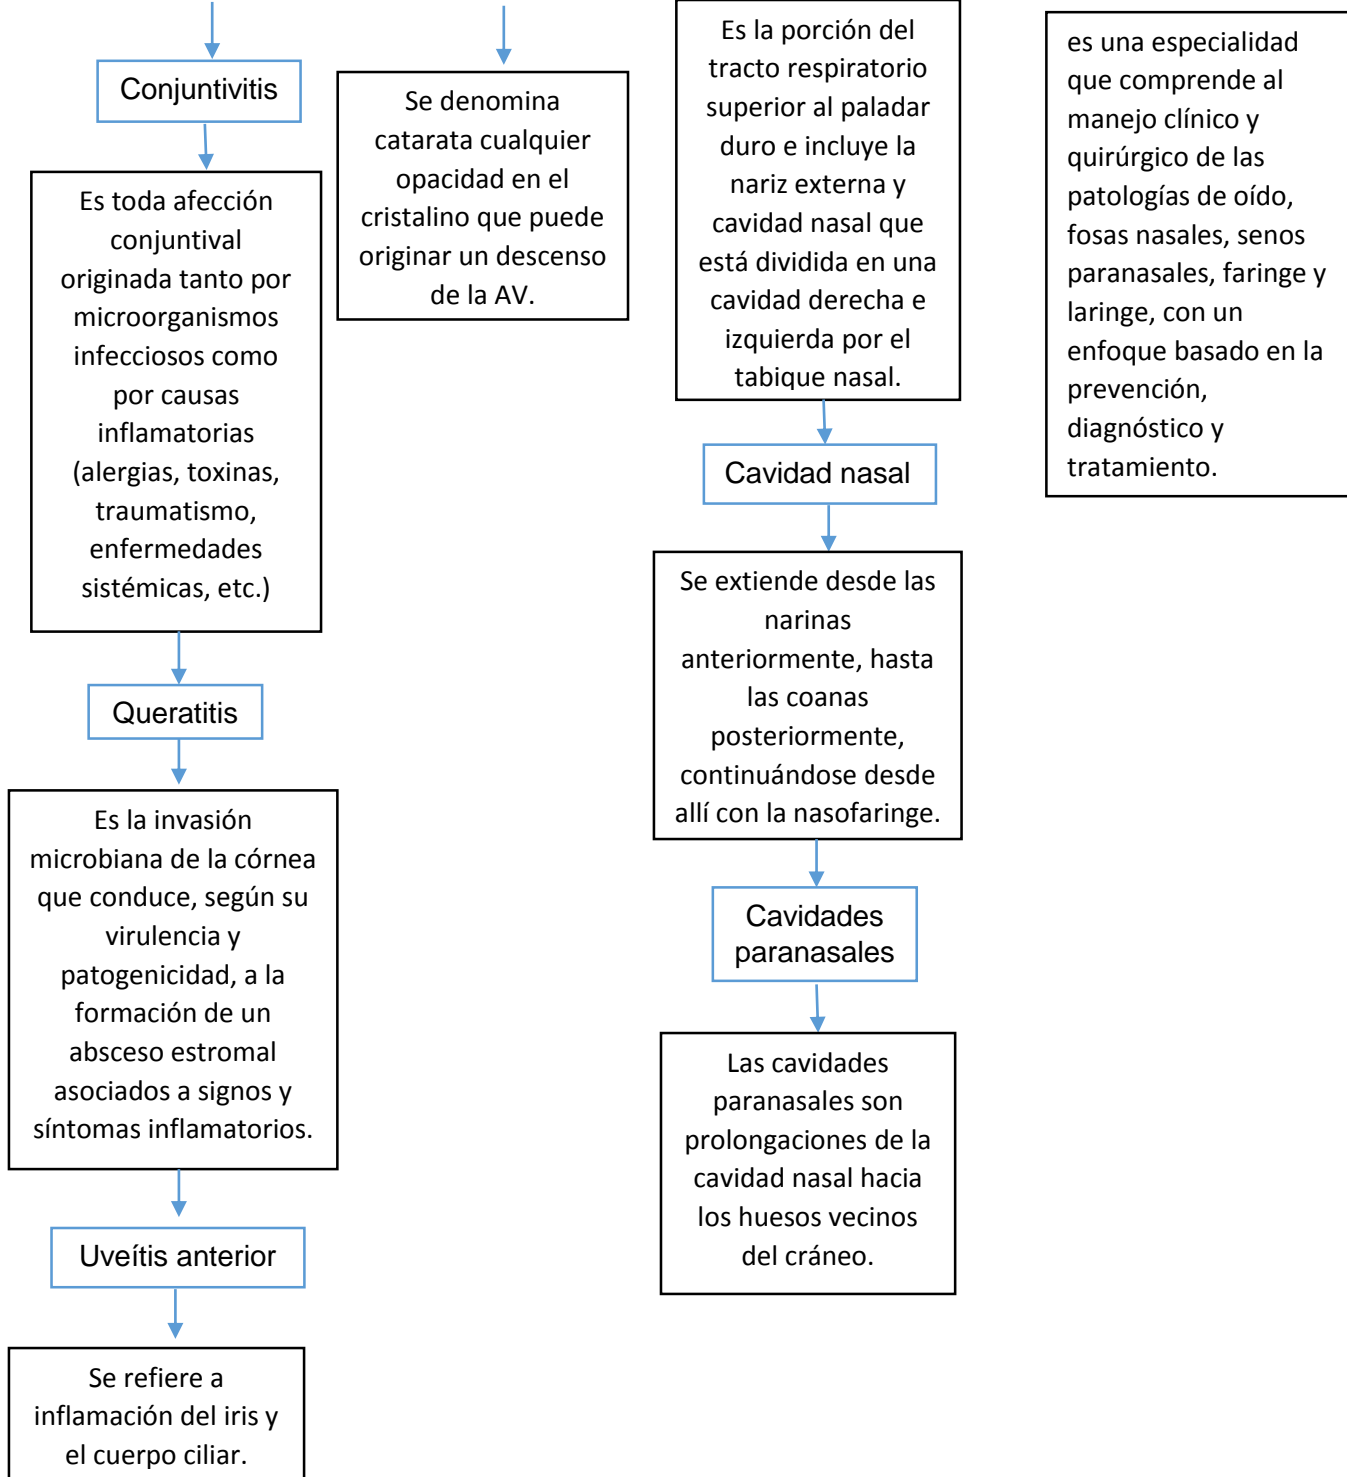 Conjuntivitis
Es toda afección
conjuntival
originada tanto por
microorganismos
infecciosos como
por causas
inflamatorias
(alergias, toxinas,
traumatismo,
enfermedades
sistémicas, etc.)
Queratitis
Es la invasión
microbiana de la córnea
que conduce, según su
virulencia y
patogenicidad, a la
formación de un
absceso estromal
asociados a signos y
síntomas inflamatorios.
Uveítis anterior
Se refiere a
inflamación del iris y
el cuerpo ciliar.
Se denomina
catarata cualquier
opacidad en el
cristalino que puede
originar un descenso
de la AV.
Es la porción del
tracto respiratorio
superior al paladar
duro e incluye la
nariz externa y
cavidad nasal que
está dividida en una
cavidad derecha e
izquierda por el
tabique nasal.
Cavidad nasal
Se extiende desde las
narinas
anteriormente, hasta
las coanas
posteriormente,
continuándose desde
allí con la nasofaringe.
Cavidades
paranasales
Las cavidades
paranasales son
prolongaciones de la
cavidad nasal hacia
los huesos vecinos
del cráneo.
es una especialidad
que comprende al
manejo clínico y
quirúrgico de las
patologías de oído,
fosas nasales, senos
paranasales, faringe y
laringe, con un
enfoque basado en la
prevención,
diagnóstico y
tratamiento.